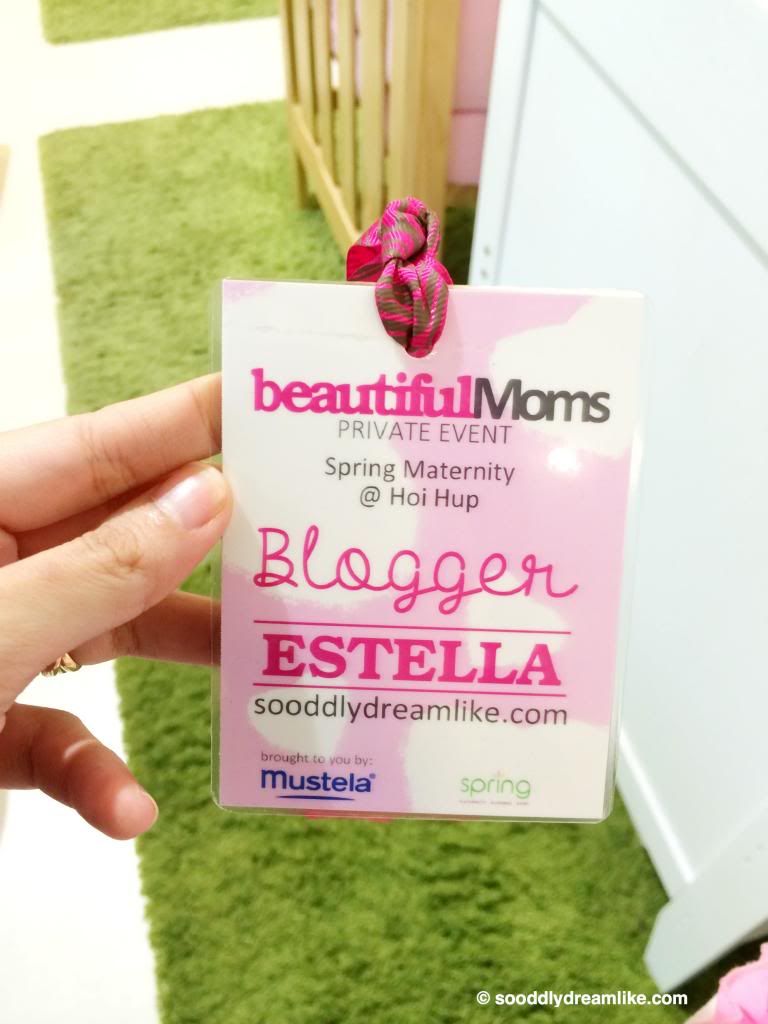 beautifulMoms
PRIVATE EVENT
Spring Maternity
@ Hoi Hup
Blogger
ESTELLA
sooddlydreamlike.com
brought to you by:
Mustela®
spring
© sooddlydreamlike.com